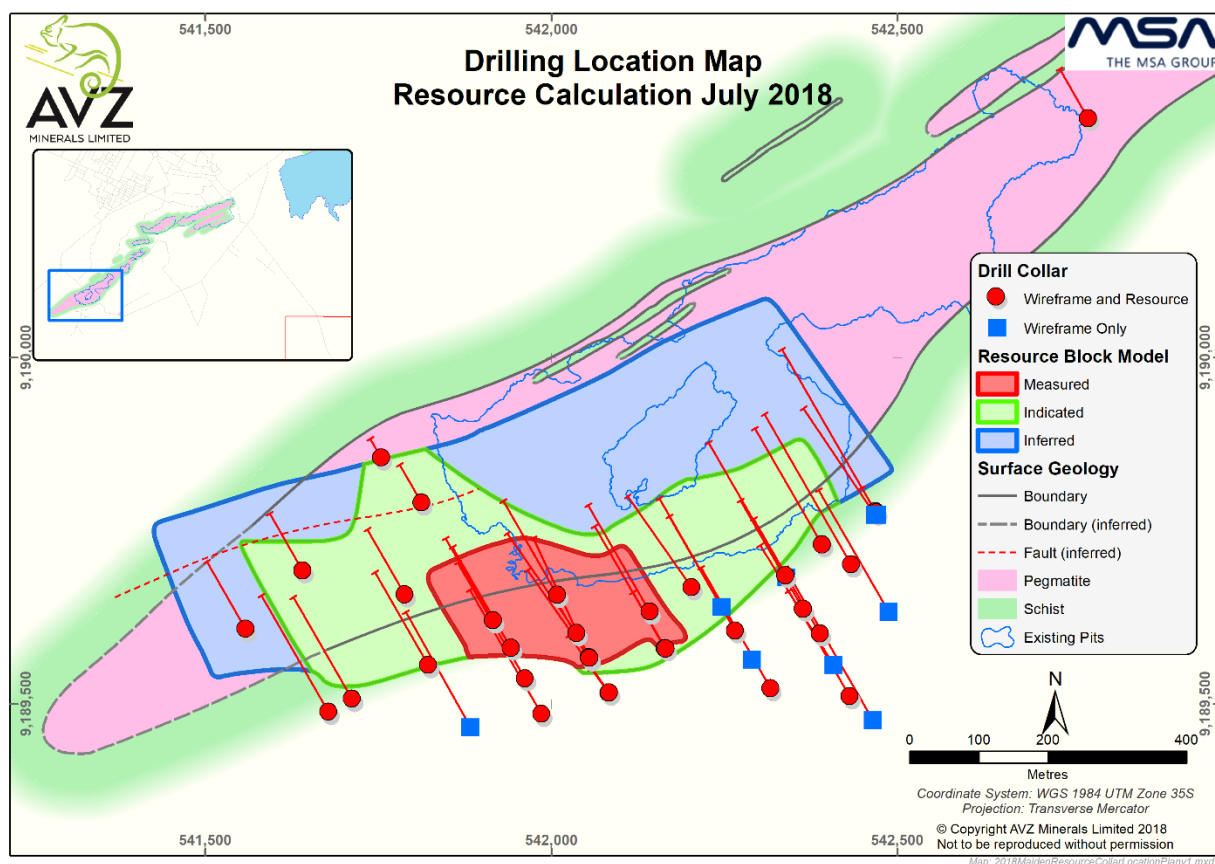 541,500
542,000
542,500
AVZ
MINERALS LIMITED
Drilling Location Map
Resource Calculation July 2018
MSA
THE MSA GROUP
9,190,000
9,190,000
9,189,500
9,189,500
Drill Collar
Wireframe and Resource
Wireframe Only
Resource Block Model
Measured
Indicated
Inferred
Surface Geology
Boundary
Boundary (inferred)
Fault (inferred)
Pegmatite
Schist
Existing Pits
N
0 100 200 400
Metres
Coordinate System: WGS 1984 UTM Zone 35S
Projection: Transverse Mercator
© Copyright AVZ Minerals Limited 2018
Not to be reproduced without permission
Map: 2018MaidenResourceCollarLocationPlanv1.mxd
541,500
542,000
542,500